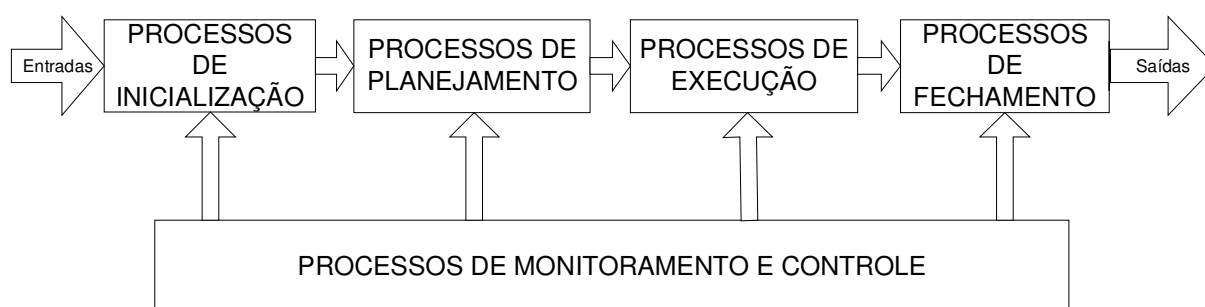 Entradas
PROCESSOS
DE
INICIALIZAÇÃO
PROCESSOS DE
PLANEJAMENTO
PROCESSOS DE
EXECUÇÃO
PROCESSOS
DE
FECHAMENTO
Saídas
PROCESSOS DE MONITORAMENTO E CONTROLE